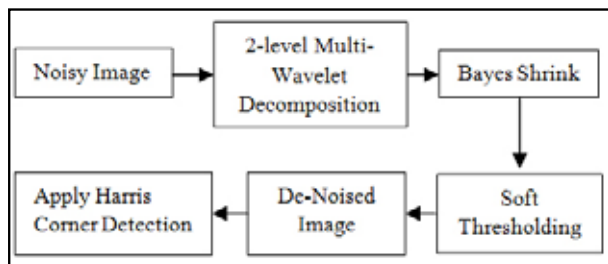 Noisy Image
2-level Multi-
Wavelet
Decomposition
Bayes Shrink
Soft
Thresholding
De-Noised
Image
Apply Harris
Corner Detection